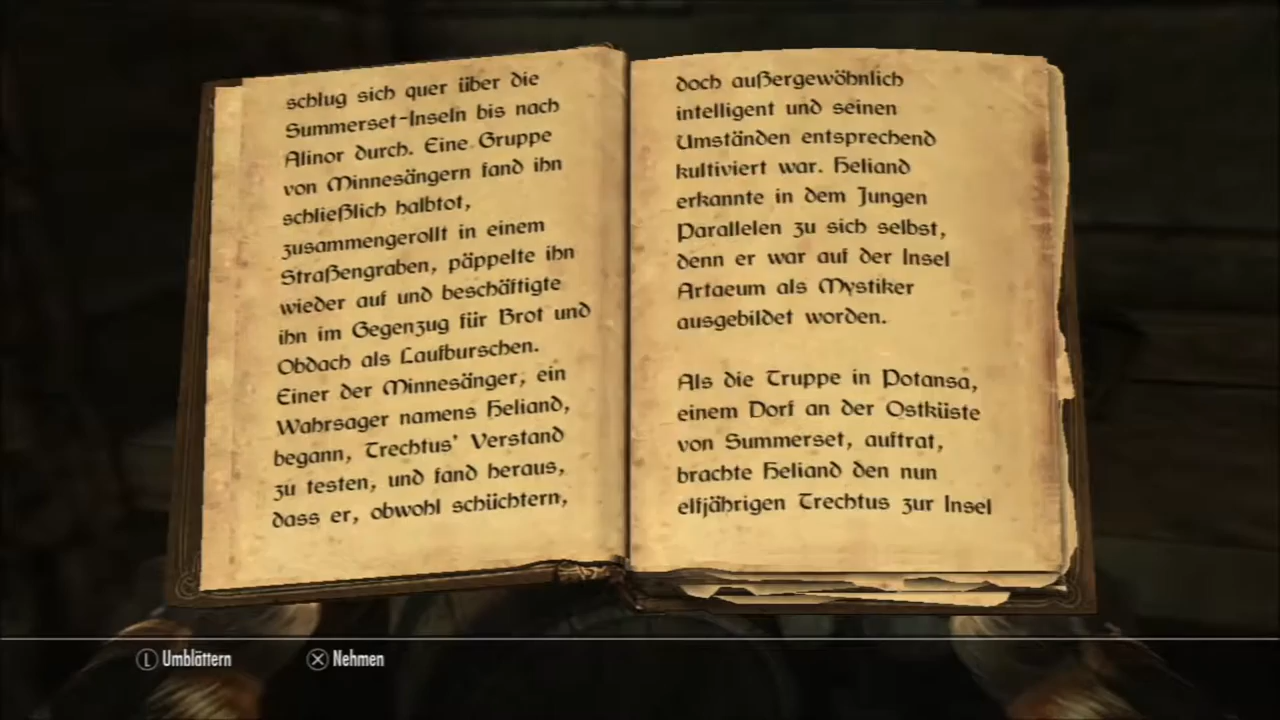 schlug sich quer über die
Summerset-Inseln bis nach
Alinor durch. Eine Gruppe
von Minnesängern fand ihn
schließlich halbtot,
zusammengerollt in einem
Straßengraben, päppelte ihn
wieder auf und beschäftigte
ihn im Gegenzug für Brot und
Obdach als Laufburschen.
Einer der Minnesänger, ein
Wahrsager namens Heliand,
begann, Trechtus' Verstand
zu testen, und fand heraus,
dass er, obwohl schüchtern,
doch außergewöhnlich
intelligent und seinen
Umständen entsprechend
kultiviert war. Heliand
erkannte in dem Jungen
Parallelen zu sich selbst,
denn er war auf der Insel
Artaeum als Mystiker
ausgebildet worden.
Als die Truppe in Potansa,
einem Dorf an der Ostküste
von Summerset, auftrat,
brachte Heliand den nun
elfjährigen Trechtus zur Insel
L Umblättern
X Nehmen